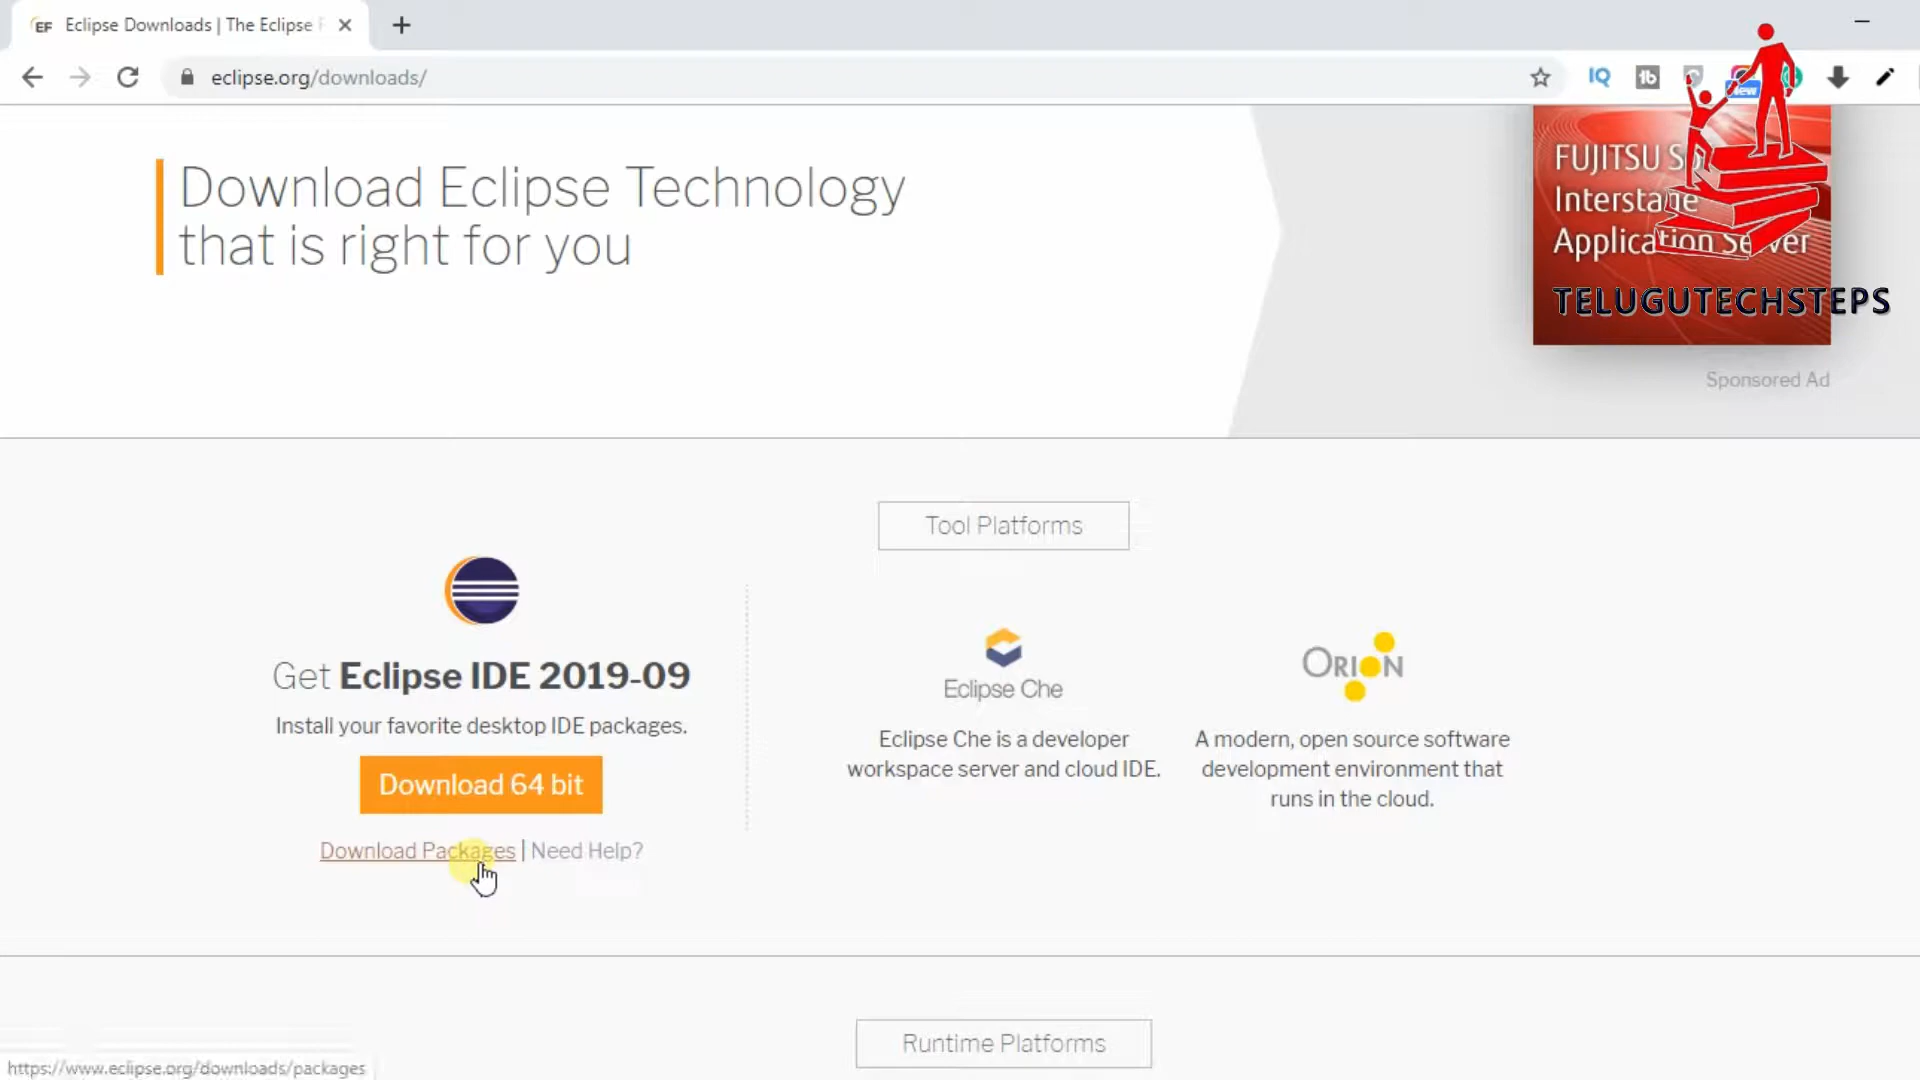 Eclipse Downloads | The Eclipse F
eclipse.org/downloads/
IQ
tb
New
Download Eclipse Technology
that is right for you
FUJITSU
Interstage
Application Server
TELUGUTECHSTEPS
Sponsored Ad
Tool Platforms
Get Eclipse IDE 2019-09
Install your favorite desktop IDE packages.
Download 64 bit
Download Packages | Need Help?
Eclipse Che
Eclipse Che is a developer
workspace server and cloud IDE.
ORION
A modern, open source software
development environment that
runs in the cloud.
Runtime Platforms
https://www.eclipse.org/downloads/packages